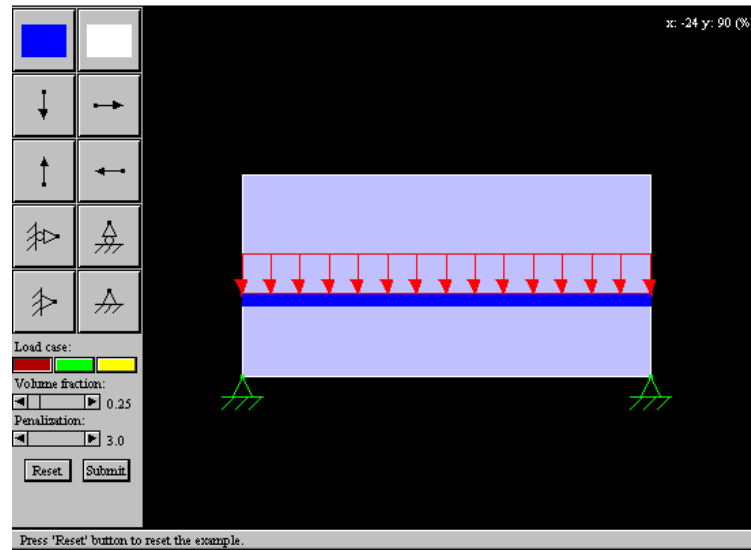 x: -24 y: 90 (%
Load case:
Volume fraction:
0.25
Penalization:
3.0
Reset Submit
Press 'Reset' button to reset the example.